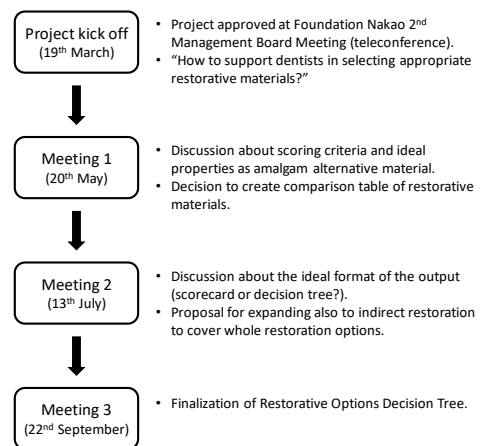 Project kick off
(19th March)
• Project approved at Foundation Nakao 2nd
Management Board Meeting (teleconference).
• “How to support dentists in selecting appropriate
restorative materials?”
Meeting 1
(20th May)
• Discussion about scoring criteria and ideal
properties as amalgam alternative material.
• Decision to create comparison table of restorative
materials.
Meeting 2
(13th July)
• Discussion about the ideal format of the output
(scorecard or decision tree?).
• Proposal for expanding also to indirect restoration
to cover whole restoration options.
Meeting 3
(22nd September)
• Finalization of Restorative Options Decision Tree.